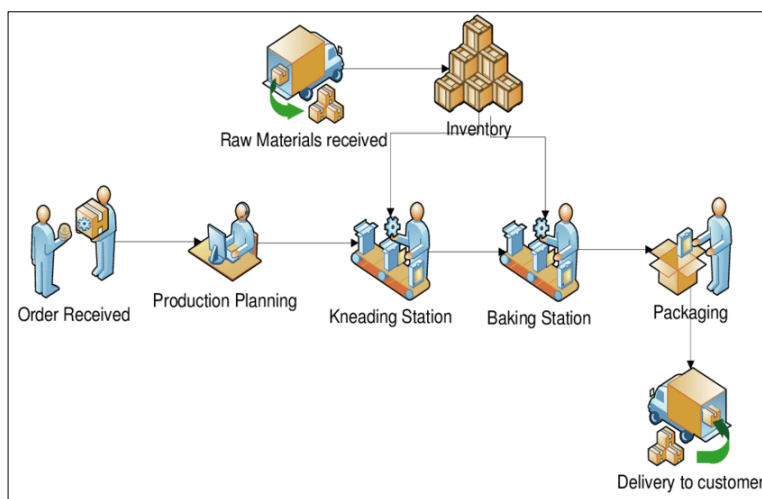 Raw Materials received
Inventory
Order Received
Production Planning
Kneading Station
Baking Station
Packaging
Delivery to customer